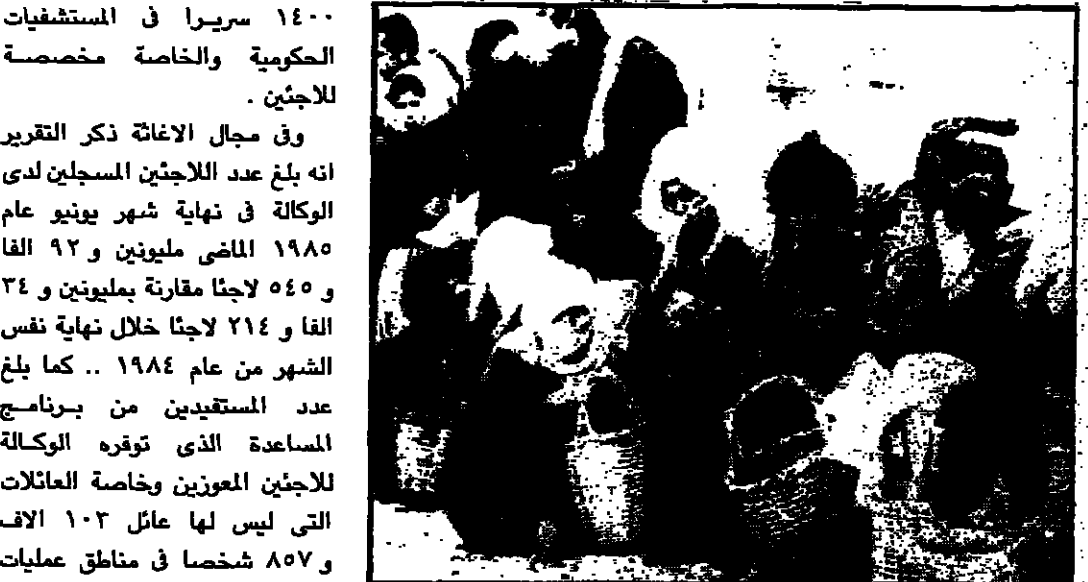 ١٤٠٠ سريرا فى المستشفيات
الحكومية والخاصة مخصصة
للاجئين .
وفى مجال الاغاثة ذكر التقرير
انه بلغ عدد اللاجئين المسجلين لدى
الوكالة فى نهاية شهر يونيو عام
١٩٨٥ الماضى مليونين و ٩٢ الفا
و ٥٤٥ لاجئا مقارنة بمليونين و ٣٤
الفا و ٢١٤ لاجئا خلال نهاية نفس
الشهر من عام ١٩٨٤ .. كما بلغ
عدد المستفيدين من برنامج
المساعدة الذى توفره الوكالة
للاجئين المعوزين وخاصة العائلات
التى ليس لها عائل ١٠٣ الاف
و ٨٥٧ شخصا فى مناطق عمليات